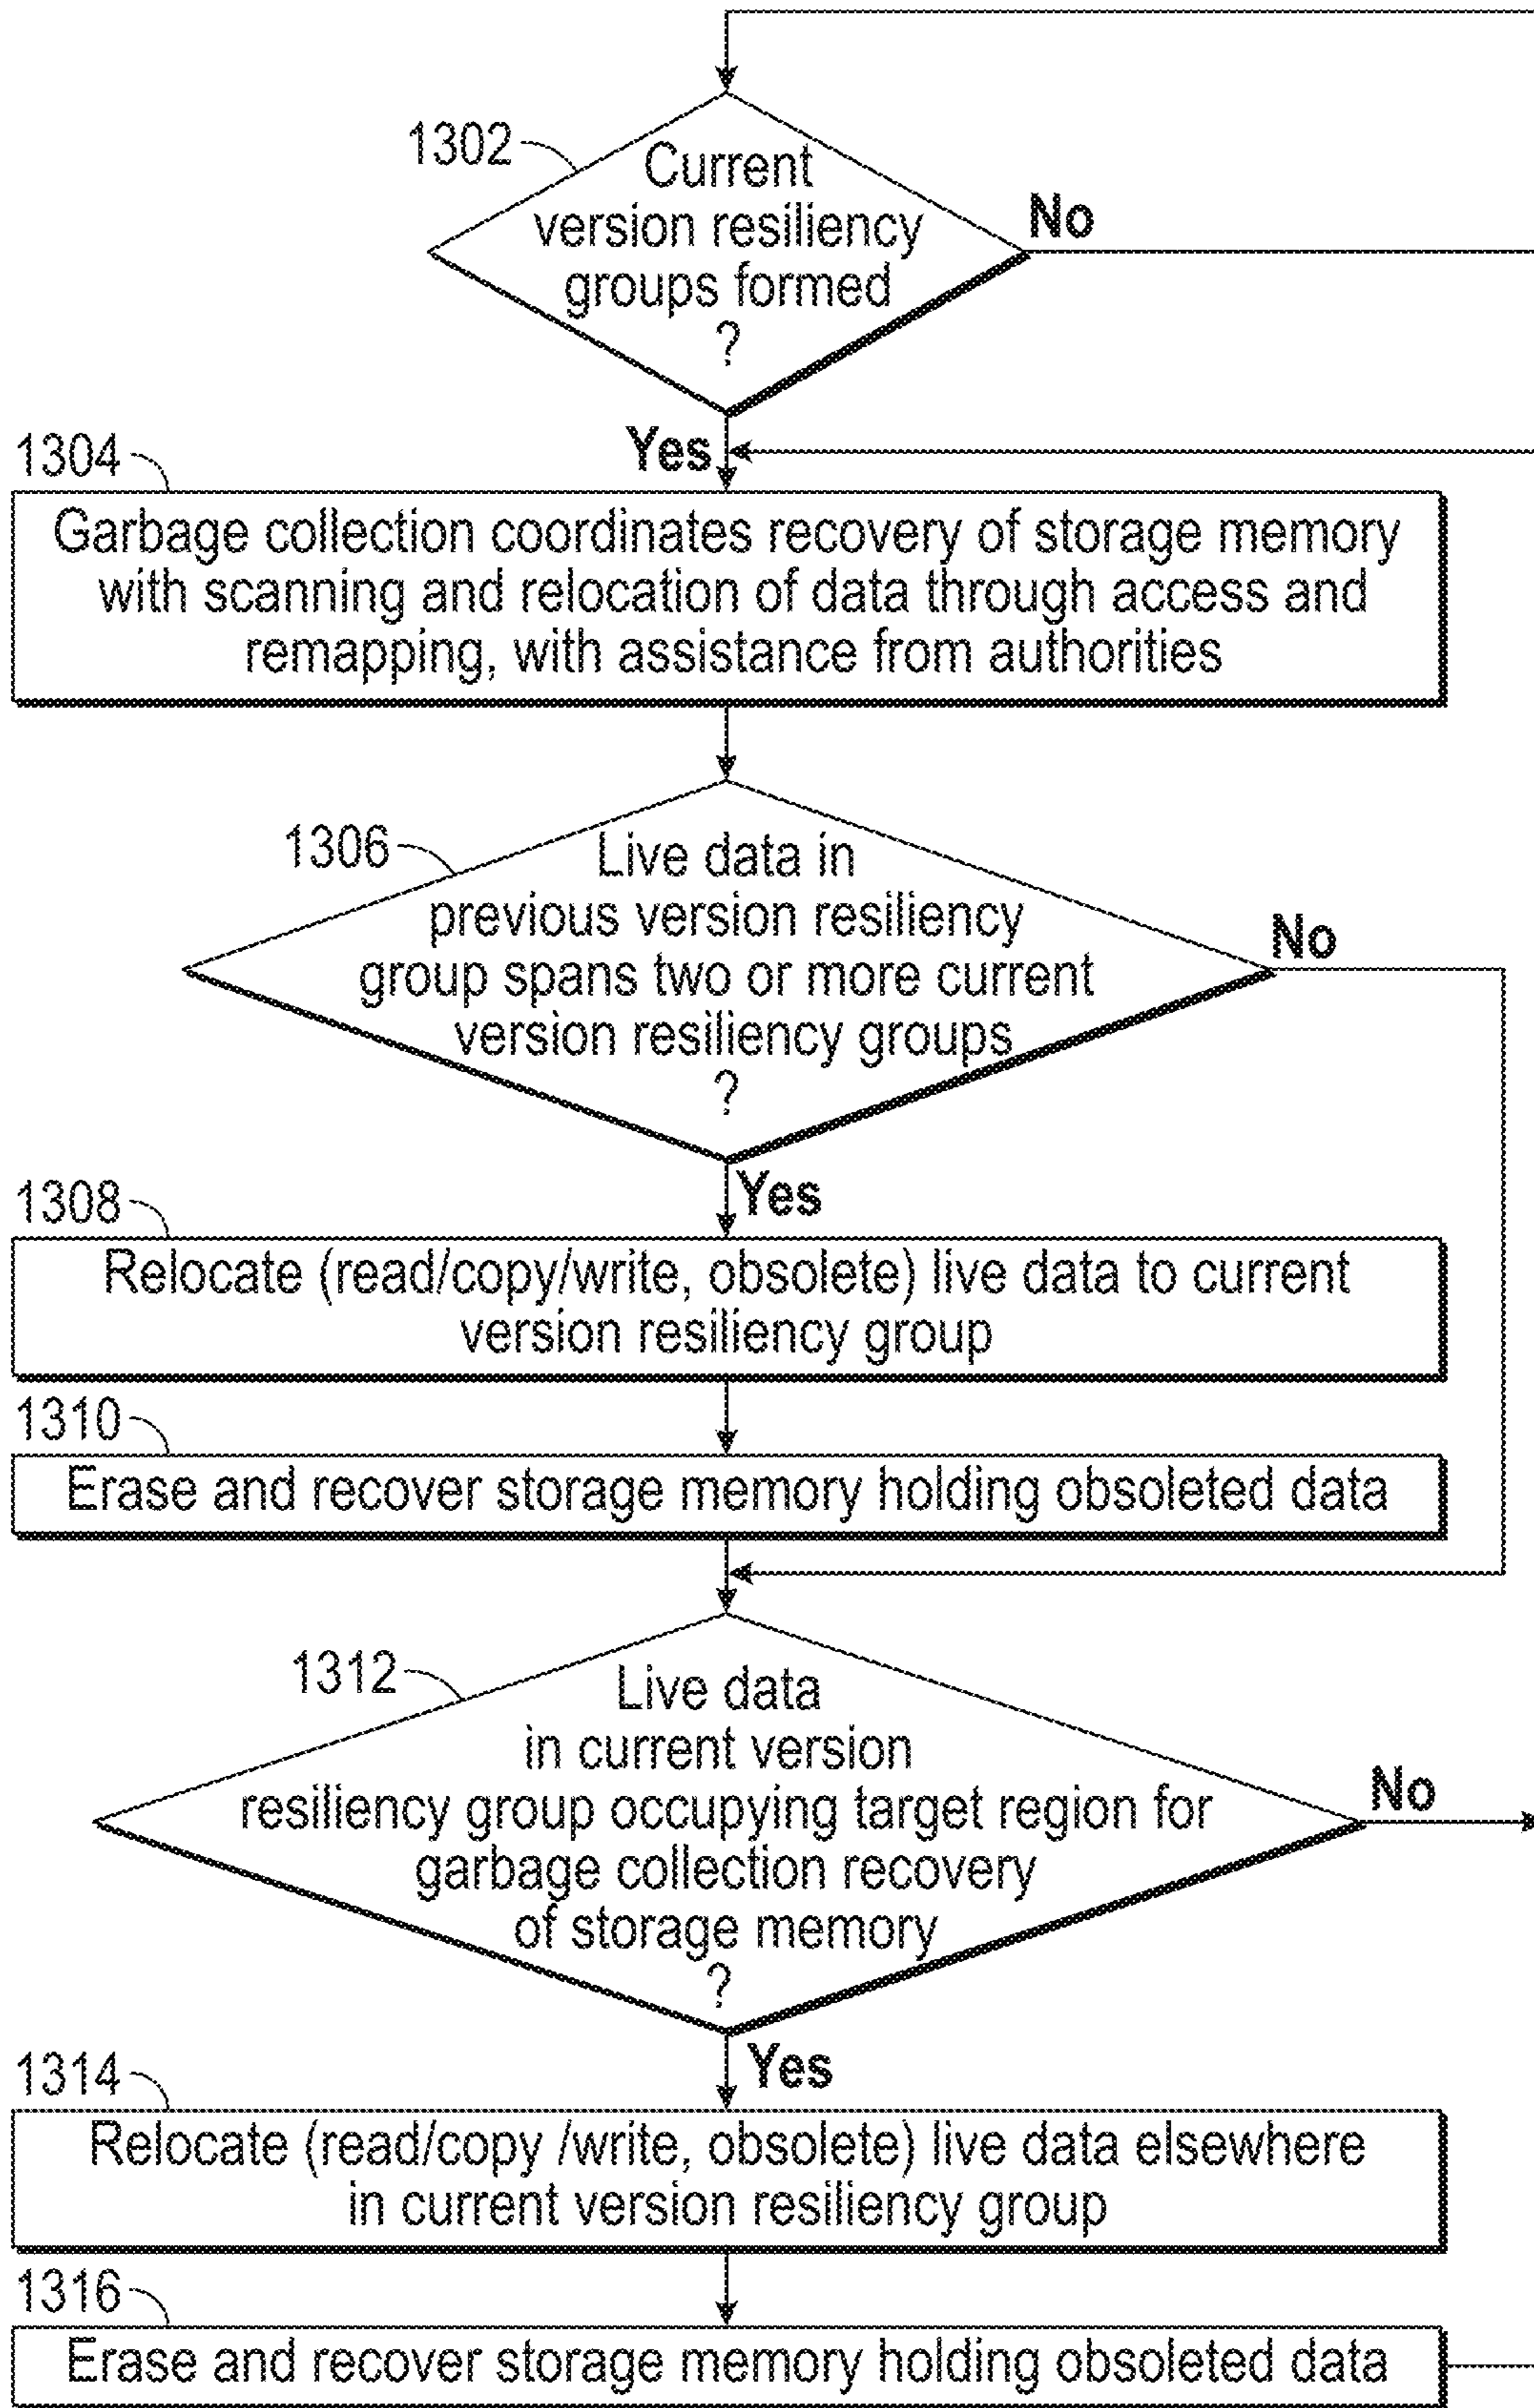 1302
Current
version resiliency
groups formed
?
No
Yes
1304
Garbage collection coordinates recovery of storage memory
with scanning and relocation of data through access and
remapping, with assistance from authorities
1306
Live data in
previous version resiliency
group spans two or more current
version resiliency groups
?
No
Yes
1308
Relocate (read/copy/write, obsolete) live data to current
version resiliency group
1310
Erase and recover storage memory holding obsoleted data
1312
Live data
in current version
resiliency group occupying target region for
garbage collection recovery
of storage memory
?
No
Yes
1314
Relocate (read/copy /write, obsolete) live data elsewhere
in current version resiliency group
1316
Erase and recover storage memory holding obsoleted data